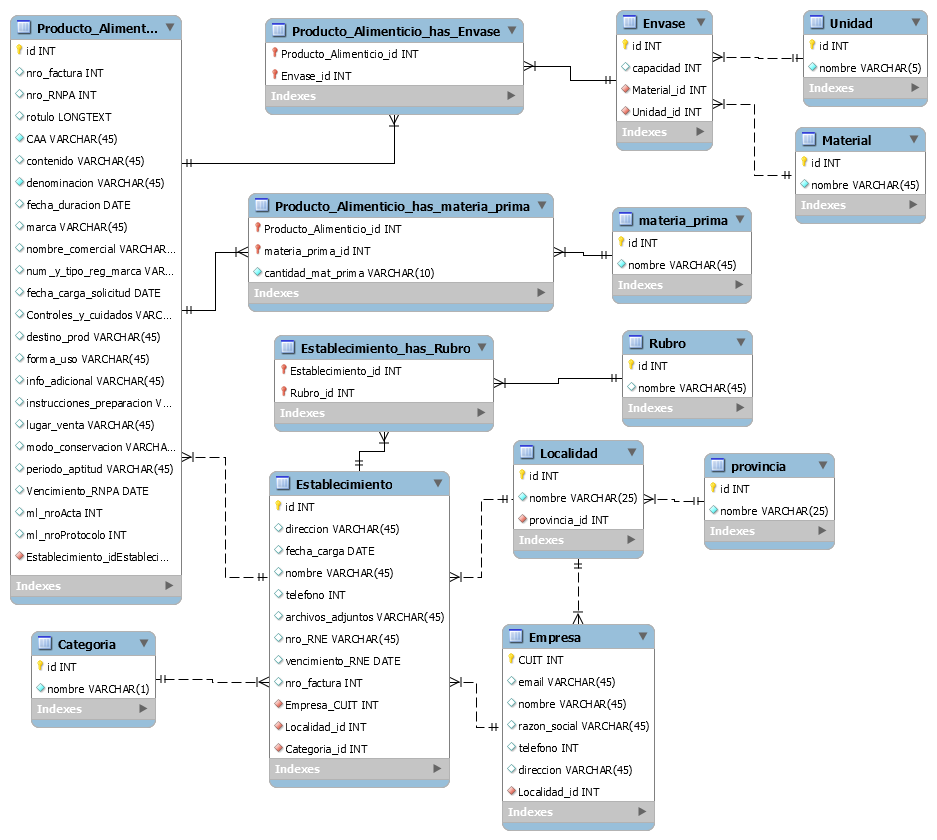 Producto_Aliment...
id INT
nro_factura INT
nro_RNPA INT
rotulo LONGTEXT
CAA VARCHAR(45)
contenido VARCHAR(45)
denominacion VARCHAR(45)
fecha_duracion DATE
marca VARCHAR(45)
nombre_comercial VARCHAR...
num_y_tipo_reg_marca VAR...
fecha_carga_solicitud DATE
Controles_y_cuidados VARC...
destino_prod VARCHAR(45)
forma_uso VARCHAR(45)
info_adicional VARCHAR(45)
instrucciones_preparacion V...
lugar_venta VARCHAR(45)
modo_conservacion VARCHA...
periodo_aptitud VARCHAR(45)
Vencimiento_RNPA DATE
ml_nroActa INT
ml_nroProtocolo INT
Establecimiento_idEstableci...
Indexes
Producto_Alimenticio_has_Envase
Producto_Alimenticio_id INT
Envase_id INT
Indexes
Envase
id INT
capacidad INT
Material_id INT
Unidad_id INT
Indexes
Unidad
id INT
nombre VARCHAR(5)
Indexes
Material
id INT
nombre VARCHAR(45)
Indexes
Producto_Alimenticio_has_materia_prima
Producto_Alimenticio_id INT
materia_prima_id INT
cantidad_mat_prima VARCHAR(10)
Indexes
materia_prima
id INT
nombre VARCHAR(45)
Indexes
Establecimiento_has_Rubro
Establecimiento_id INT
Rubro_id INT
Indexes
Rubro
id INT
nombre VARCHAR(45)
Indexes
Establecimiento
id INT
direccion VARCHAR(45)
fecha_carga DATE
nombre VARCHAR(45)
telefono INT
archivos_adjuntos VARCHAR(45)
nro_RNE VARCHAR(45)
vencimiento_RNE DATE
nro_factura INT
Empresa_CUIT INT
Localidad_id INT
Categoria_id INT
Indexes
Localidad
id INT
nombre VARCHAR(25)
provincia_id INT
Indexes
provincia
id INT
nombre VARCHAR(25)
Indexes
Categoria
id INT
nombre VARCHAR(1)
Indexes
Empresa
CUIT INT
email VARCHAR(45)
nombre VARCHAR(45)
razon_social VARCHAR(45)
telefono INT
direccion VARCHAR(45)
Localidad_id INT
Indexes